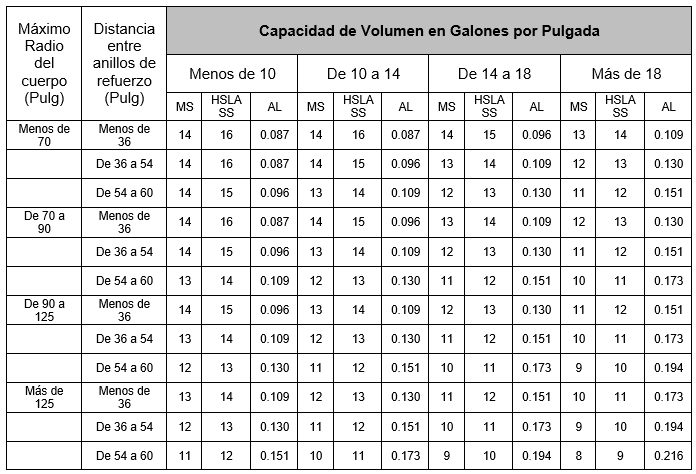 Máximo Radio del cuerpo (Pulg) Distancia entre anillos de refuerzo (Pulg) Capacidad de Volumen en Galones por Pulgada
Menos de 10 De 10 a 14 De 14 a 18 Más de 18
MS HSLA SS AL MS HSLA SS AL MS HSLA SS AL MS HSLA SS AL
Menos de 70 Menos de 36 14 16 0.087 14 16 0.087 14 15 0.096 13 14 0.109
De 36 a 54 14 16 0.087 14 15 0.096 13 14 0.109 12 13 0.130
De 54 a 60 14 15 0.096 13 14 0.109 12 13 0.130 11 12 0.151
De 70 a 90 Menos de 36 14 16 0.087 14 15 0.096 13 14 0.109 12 13 0.130
De 36 a 54 14 15 0.096 13 14 0.109 12 13 0.130 11 12 0.151
De 54 a 60 13 14 0.109 12 13 0.130 11 12 0.151 10 11 0.173
De 90 a 125 Menos de 36 14 15 0.096 13 14 0.109 12 13 0.130 11 12 0.151
De 36 a 54 13 14 0.109 12 13 0.130 11 12 0.151 10 11 0.173
De 54 a 60 12 13 0.130 11 12 0.151 10 11 0.173 9 10 0.194
Más de 125 Menos de 36 13 14 0.109 12 13 0.130 11 12 0.151 10 11 0.173
De 36 a 54 12 13 0.130 11 12 0.151 10 11 0.173 9 10 0.194
De 54 a 60 11 12 0.151 10 11 0.173 9 10 0.194 8 9 0.216